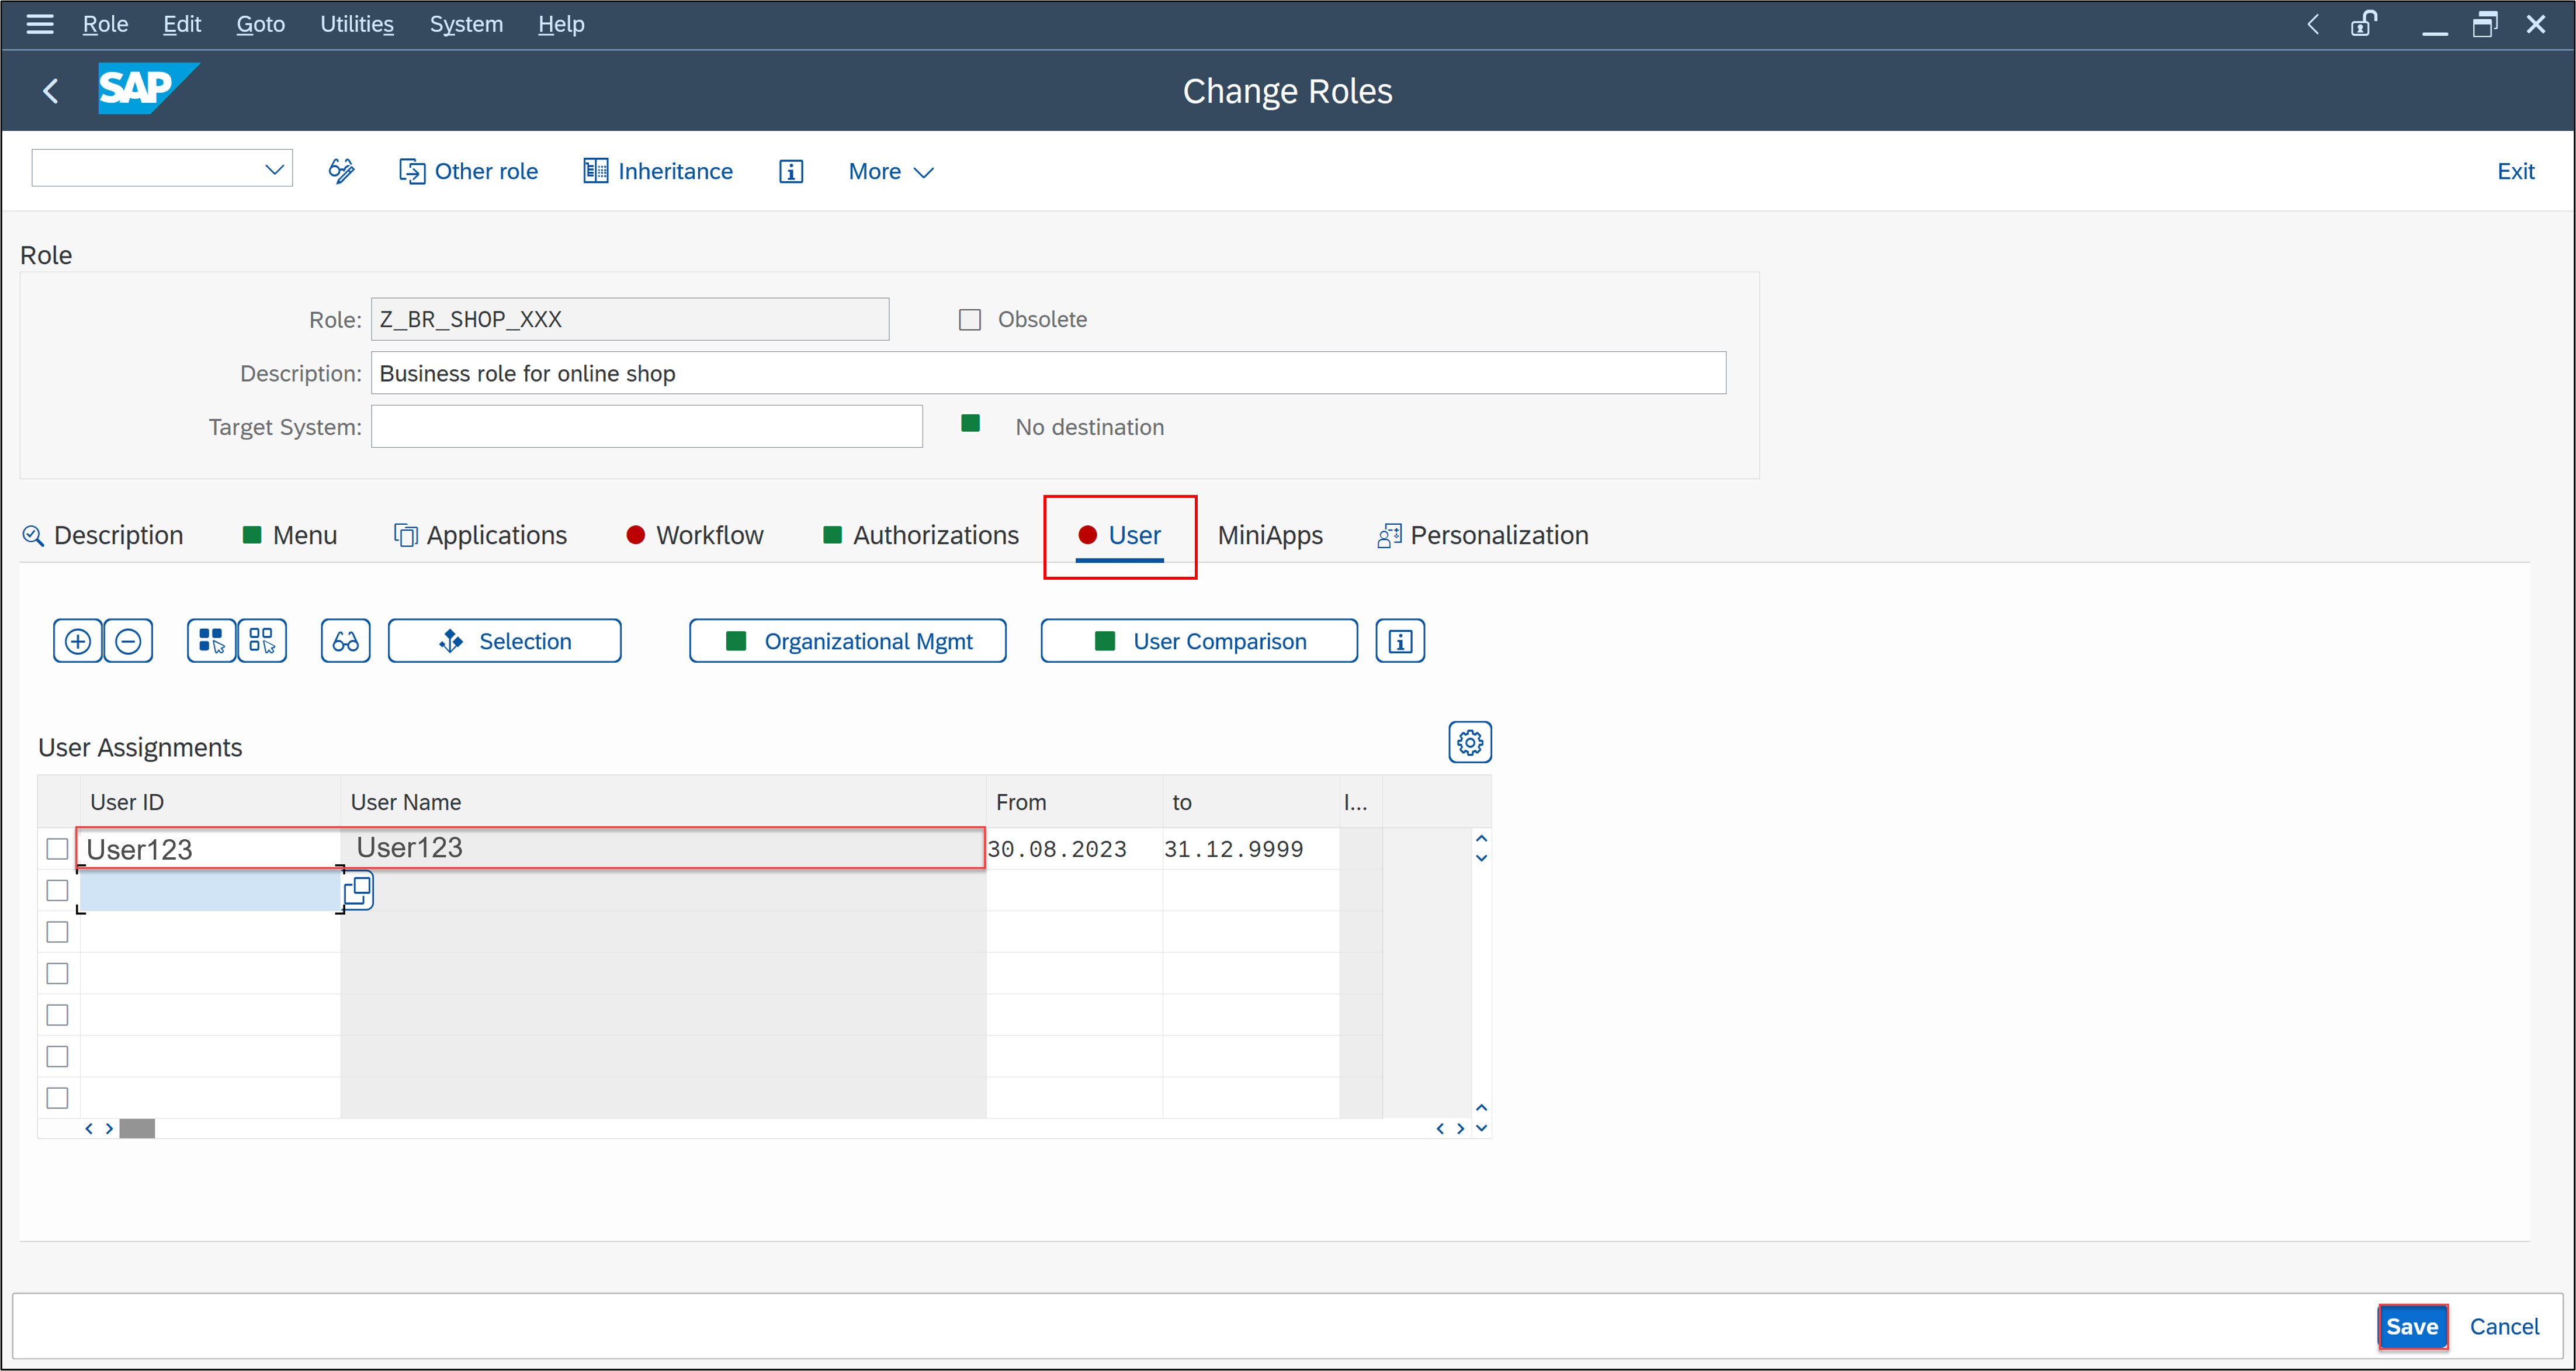 Role Edit Goto Utilities System Help
SAP Change Roles
Other role Inheritance More Exit
Role
Role: Z_BR_SHOP_XXX Obsolete
Description: Business role for online shop
Target System: No destination
Description Menu Applications Workflow Authorizations User MiniApps Personalization
Selection Organizational Mgmt User Comparison
User Assignments
User ID User Name From to I...
User123 User123 30.08.2023 31.12.9999
Save Cancel